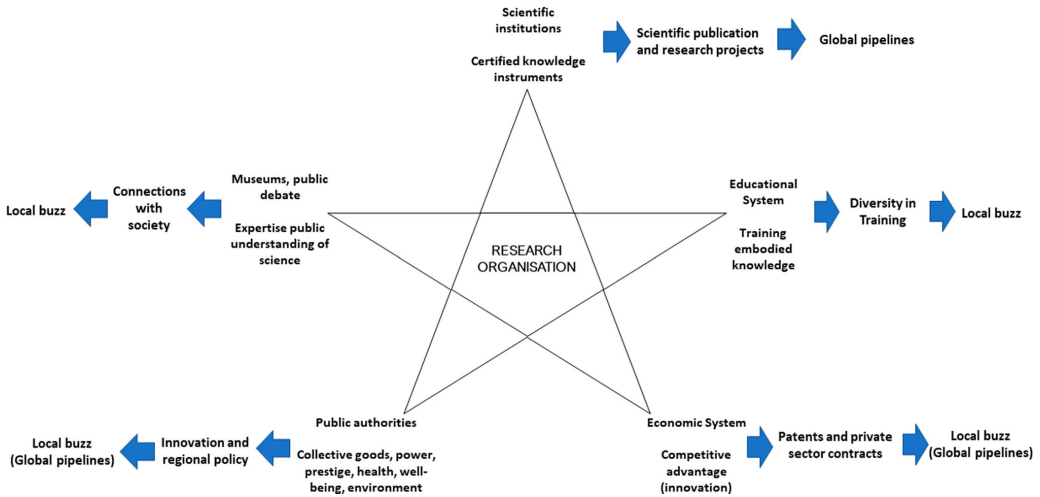 Scientific
institutions
Certified knowledge
instruments
Scientific publication
and research projects
Global pipelines
Museums, public
debate
Expertise public
understanding of
science
Connections
with
society
Local buzz
Educational
System
Training
embodied
knowledge
Diversity in
Training
Local buzz
RESEARCH
ORGANISATION
Public authorities
Collective goods, power,
prestige, health, well-
being, environment
Innovation and
regional policy
Local buzz
(Global pipelines)
Economic System
Competitive
advantage
(innovation)
Patents and private
sector contracts
Local buzz
(Global pipelines)